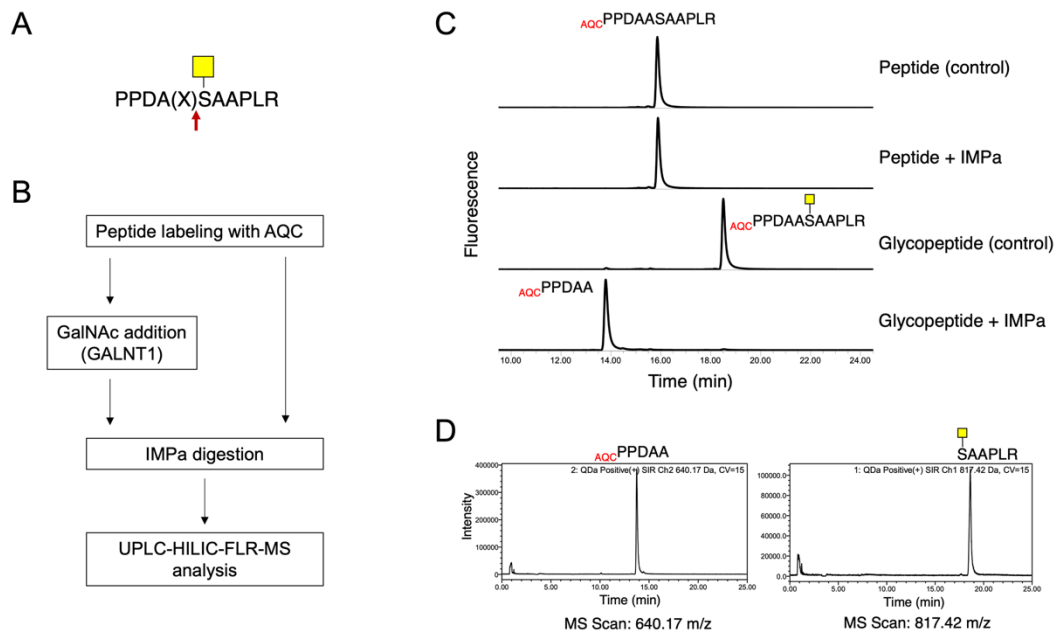 A
PPDA(X)SAAPLR
B
Peptide labeling with AQC
GalNAc addition
(GALNT1)
IMPa digestion
UPLC-HILIC-FLR-MS
analysis
C
AQCPPDAASAAPLR
Peptide (control)
Peptide + IMPa
AQCPPDAASAAPLR
Glycopeptide (control)
AQCPPDAA
Glycopeptide + IMPa
Fluorescence
10.00 12.00 14.00 16.00 18.00 20.00 22.00 24.00
Time (min)
D
AQCPPDAA
2: QDa Positive(+) SIR Ch2 640.17 Da, CV=15
400000
300000
200000
100000
0
Intensity
0.00 5.00 10.00 15.00 20.00 25.00
Time (min)
MS Scan: 640.17 m/z
SAAPLR
1: QDa Positive(+) SIR Ch1 817.42 Da, CV=15
100000.0
80000.0
60000.0
40000.0
20000.0
0.0
0.00 5.00 10.00 15.00 20.00 25.00
Time (min)
MS Scan: 817.42 m/z